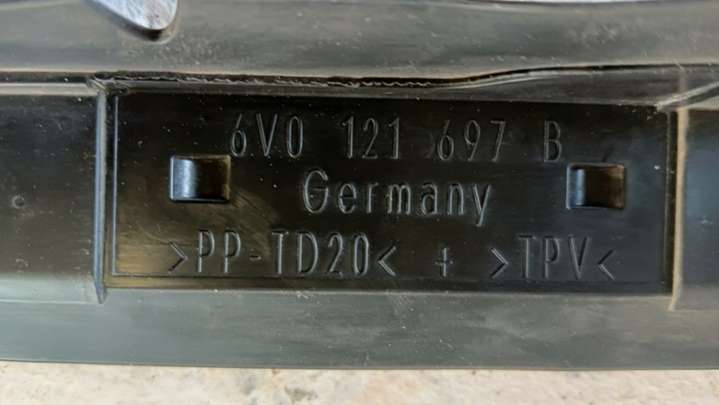 6V0 121 697 B
Germany
>PP-TD20< + >TPV<